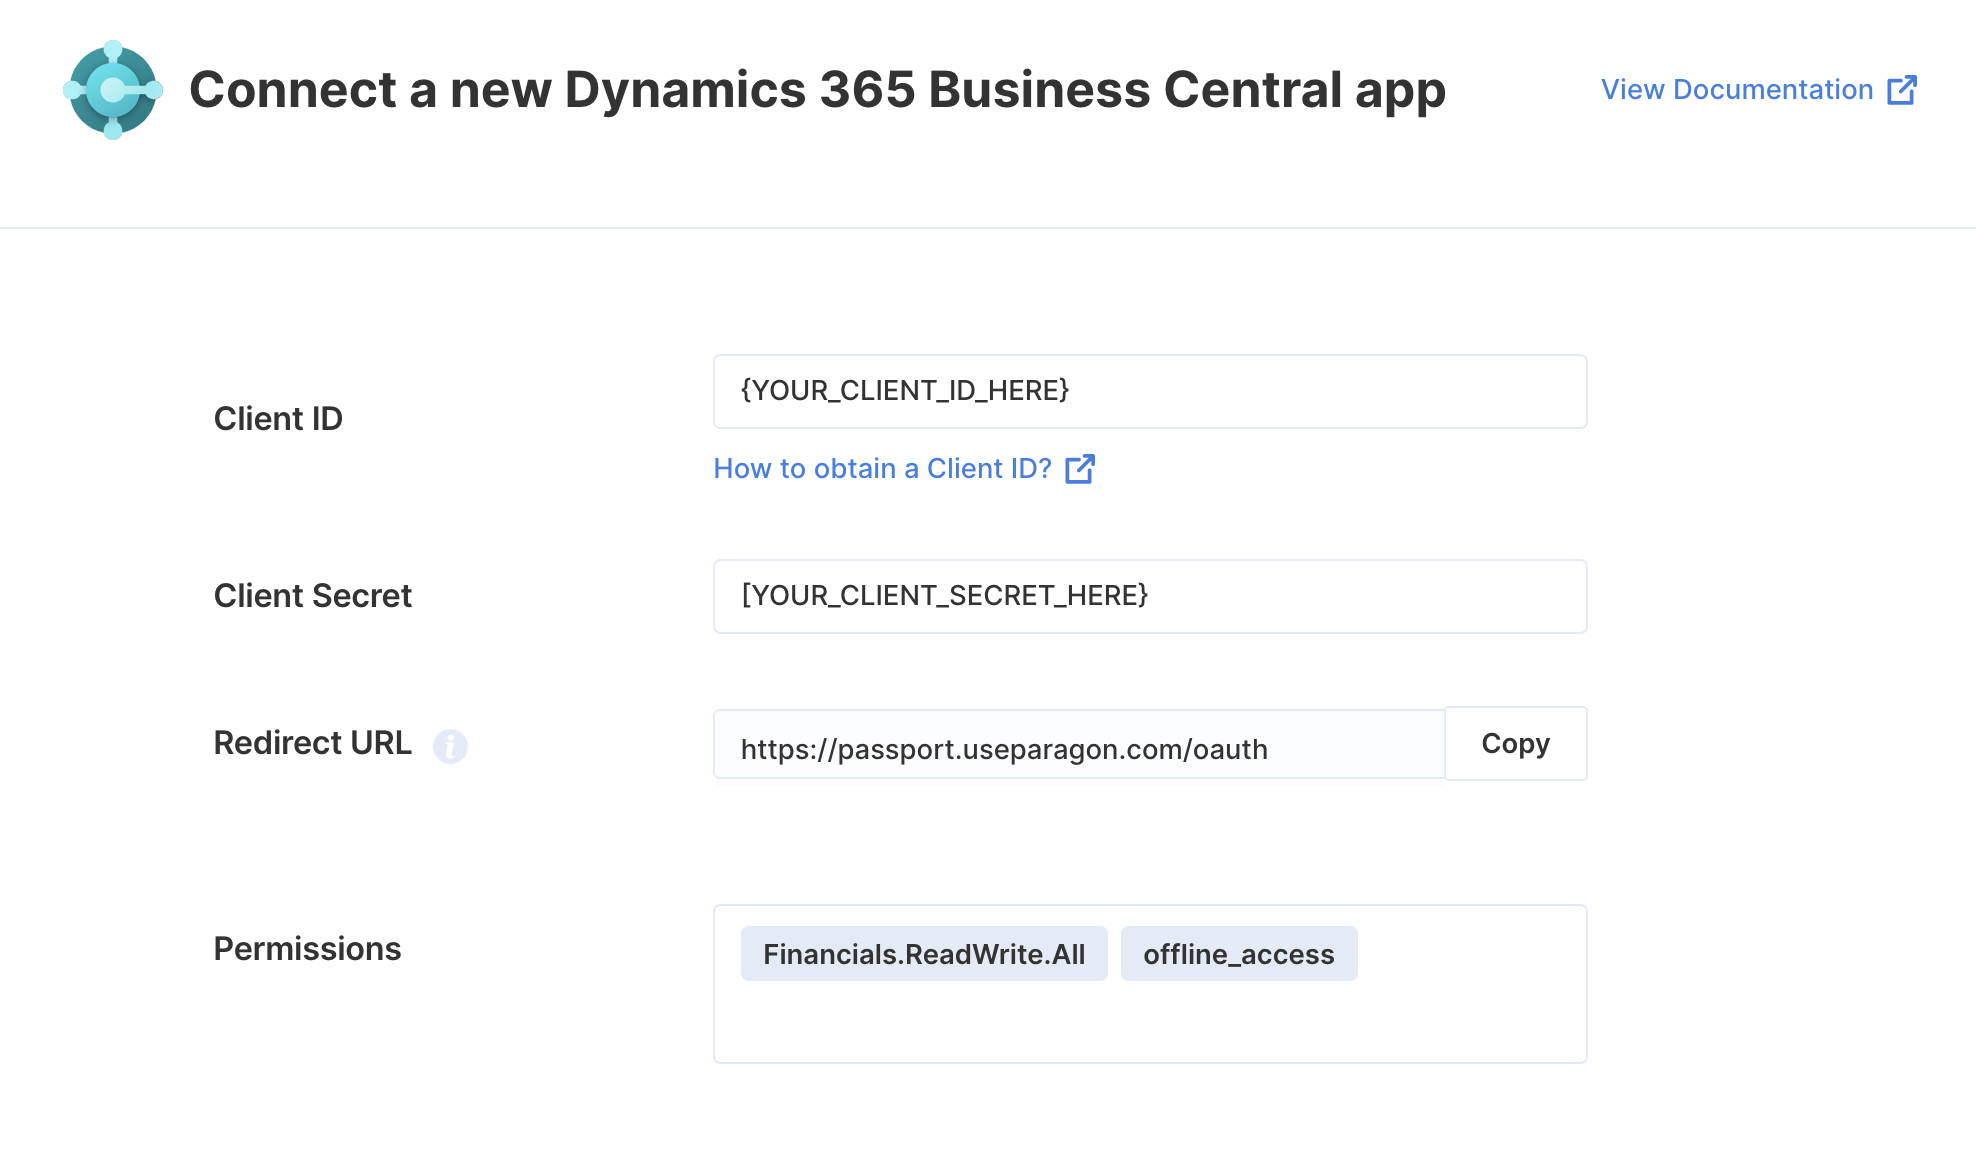 Connect a new Dynamics 365 Business Central app
View Documentation
Client ID
{YOUR_CLIENT_ID_HERE}
How to obtain a Client ID?
Client Secret
[YOUR_CLIENT_SECRET_HERE}
Redirect URL i
https://passport.useparagon.com/oauth
Copy
Permissions
Financials.ReadWrite.All offline_access